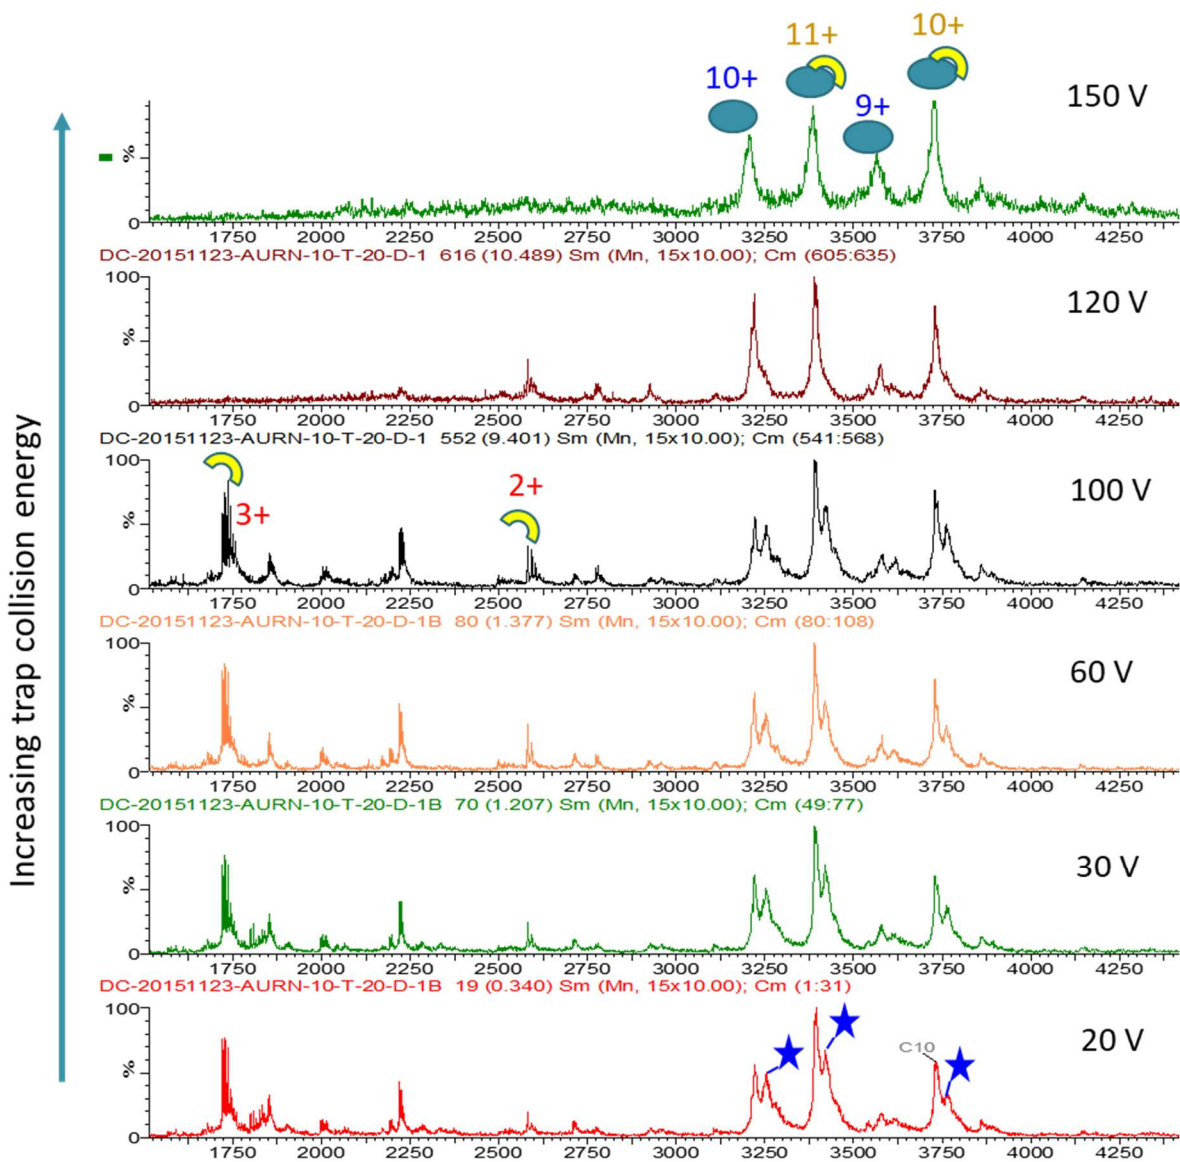 11+ 10+
10+ 9+
150 V
%
0
1750 2000 2250 2500 2750 3000 3250 3500 3750 4000 4250
DC-20151123-AURN-10-T-20-D-1 616 (10.489) Sm (Mn, 15x10.00); Cm (605:635)
100
120 V
%
0
1750 2000 2250 2500 2750 3000 3250 3500 3750 4000 4250
DC-20151123-AURN-10-T-20-D-1 552 (9.401) Sm (Mn, 15x10.00); Cm (541:568)
100
3+ 2+ 100 V
%
0
1750 2000 2250 2500 2750 3000 3250 3500 3750 4000 4250
DC-20151123-AURN-10-T-20-D-1B 80 (1.377) Sm (Mn, 15x10.00); Cm (80:108)
100
60 V
%
0
1750 2000 2250 2500 2750 3000 3250 3500 3750 4000 4250
DC-20151123-AURN-10-T-20-D-1B 70 (1.207) Sm (Mn, 15x10.00); Cm (49:77)
100
30 V
%
0
1750 2000 2250 2500 2750 3000 3250 3500 3750 4000 4250
DC-20151123-AURN-10-T-20-D-1B 19 (0.340) Sm (Mn, 15x10.00); Cm (1:31)
100
C10 20 V
%
0
1750 2000 2250 2500 2750 3000 3250 3500 3750 4000 4250
Increasing trap collision energy